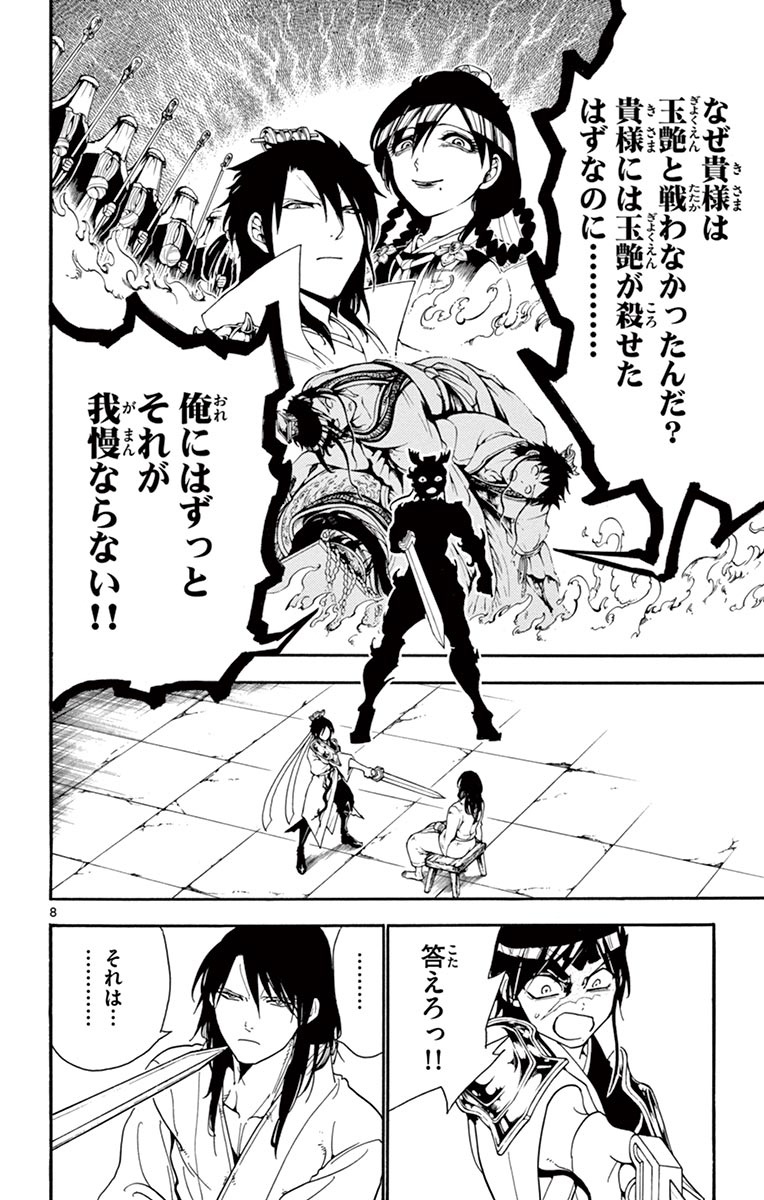 なぜ貴様は
玉艶と戦わなかったんだ?
貴様には玉艶が殺せた
はずなのに…………
俺にはずっと
それが
我慢ならない!!
8
答えろっ!!
………
それは…
………